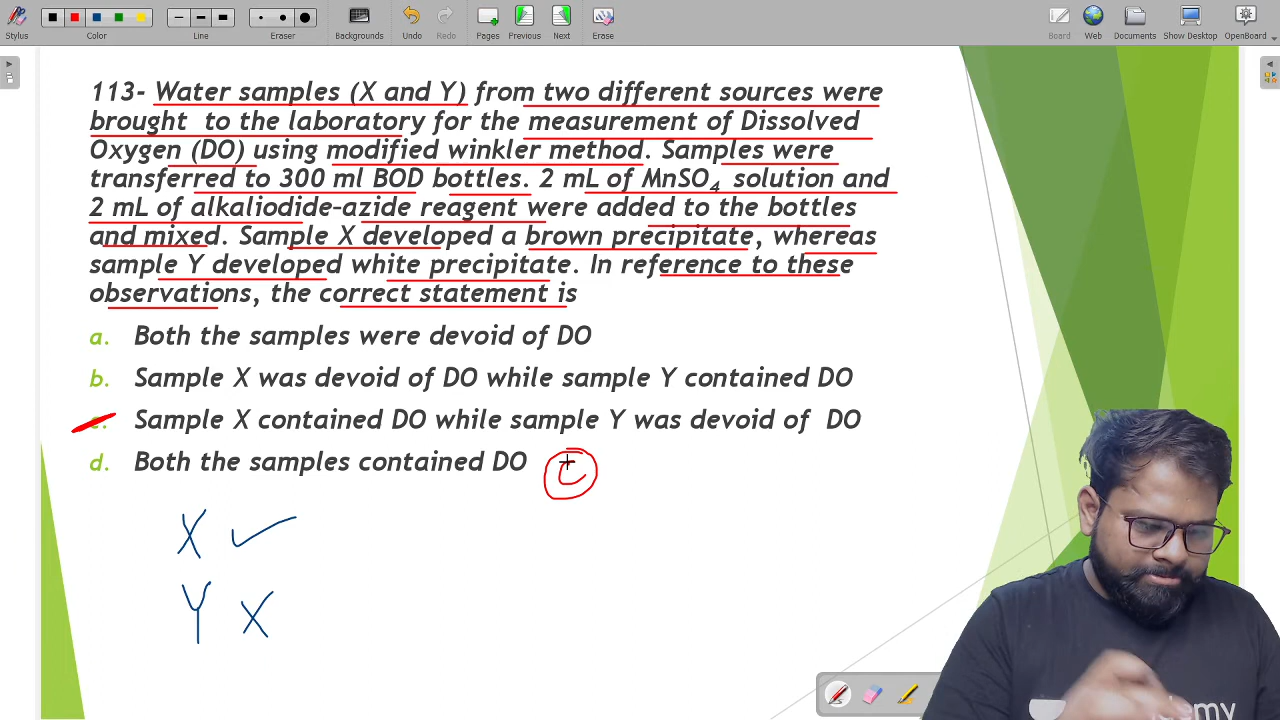 Stylus
Color
Line
Eraser
Backgrounds
Undo
Redo
Pages
Previous
Next
Erase
Board
Web
Documents
Show Desktop
OpenBoard
113- Water samples (X and Y) from two different sources were
brought to the laboratory for the measurement of Dissolved
Oxygen (DO) using modified winkler method. Samples were
transferred to 300 ml BOD bottles. 2 mL of MnSO₄ solution and
2 mL of alkaliodide-azide reagent were added to the bottles
and mixed. Sample X developed a brown precipitate, whereas
sample Y developed white precipitate. In reference to these
observations, the correct statement is
a. Both the samples were devoid of DO
b. Sample X was devoid of DO while sample Y contained DO
c. Sample X contained DO while sample Y was devoid of DO
d. Both the samples contained DO
C
X ✓
Y X